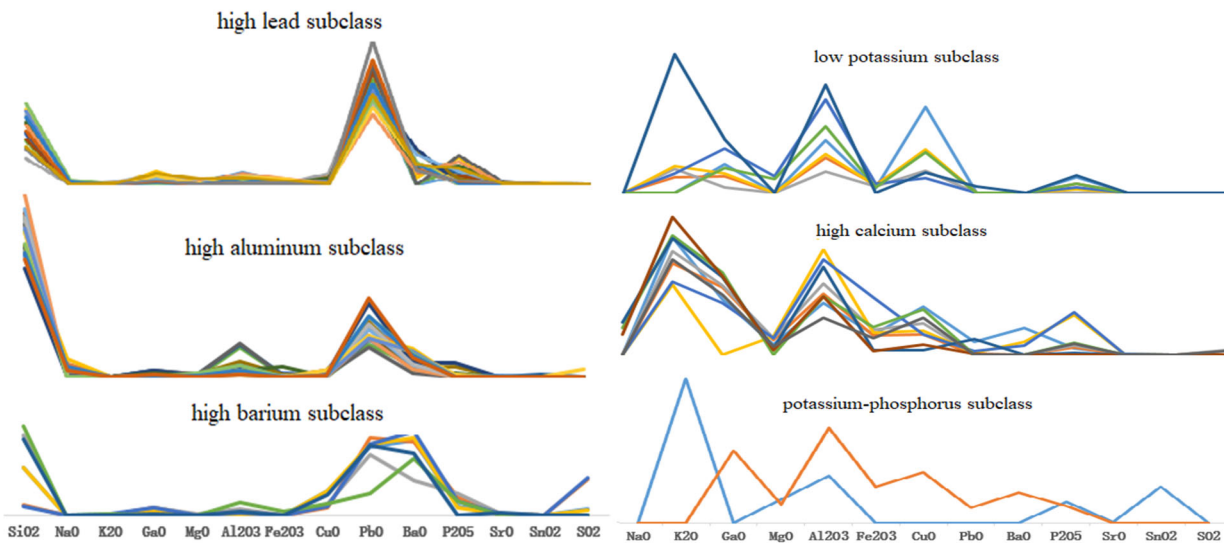 high lead subclass
high aluminum subclass
high barium subclass
SiO2 NaO K2O GaO MgO Al2O3 Fe2O3 CuO PbO BaO P2O5 SrO SnO2 SO2
low potassium subclass
high calcium subclass
potassium-phosphorus subclass
NaO K2O GaO MgO Al2O3 Fe2O3 CuO PbO BaO P2O5 SrO SnO2 SO2